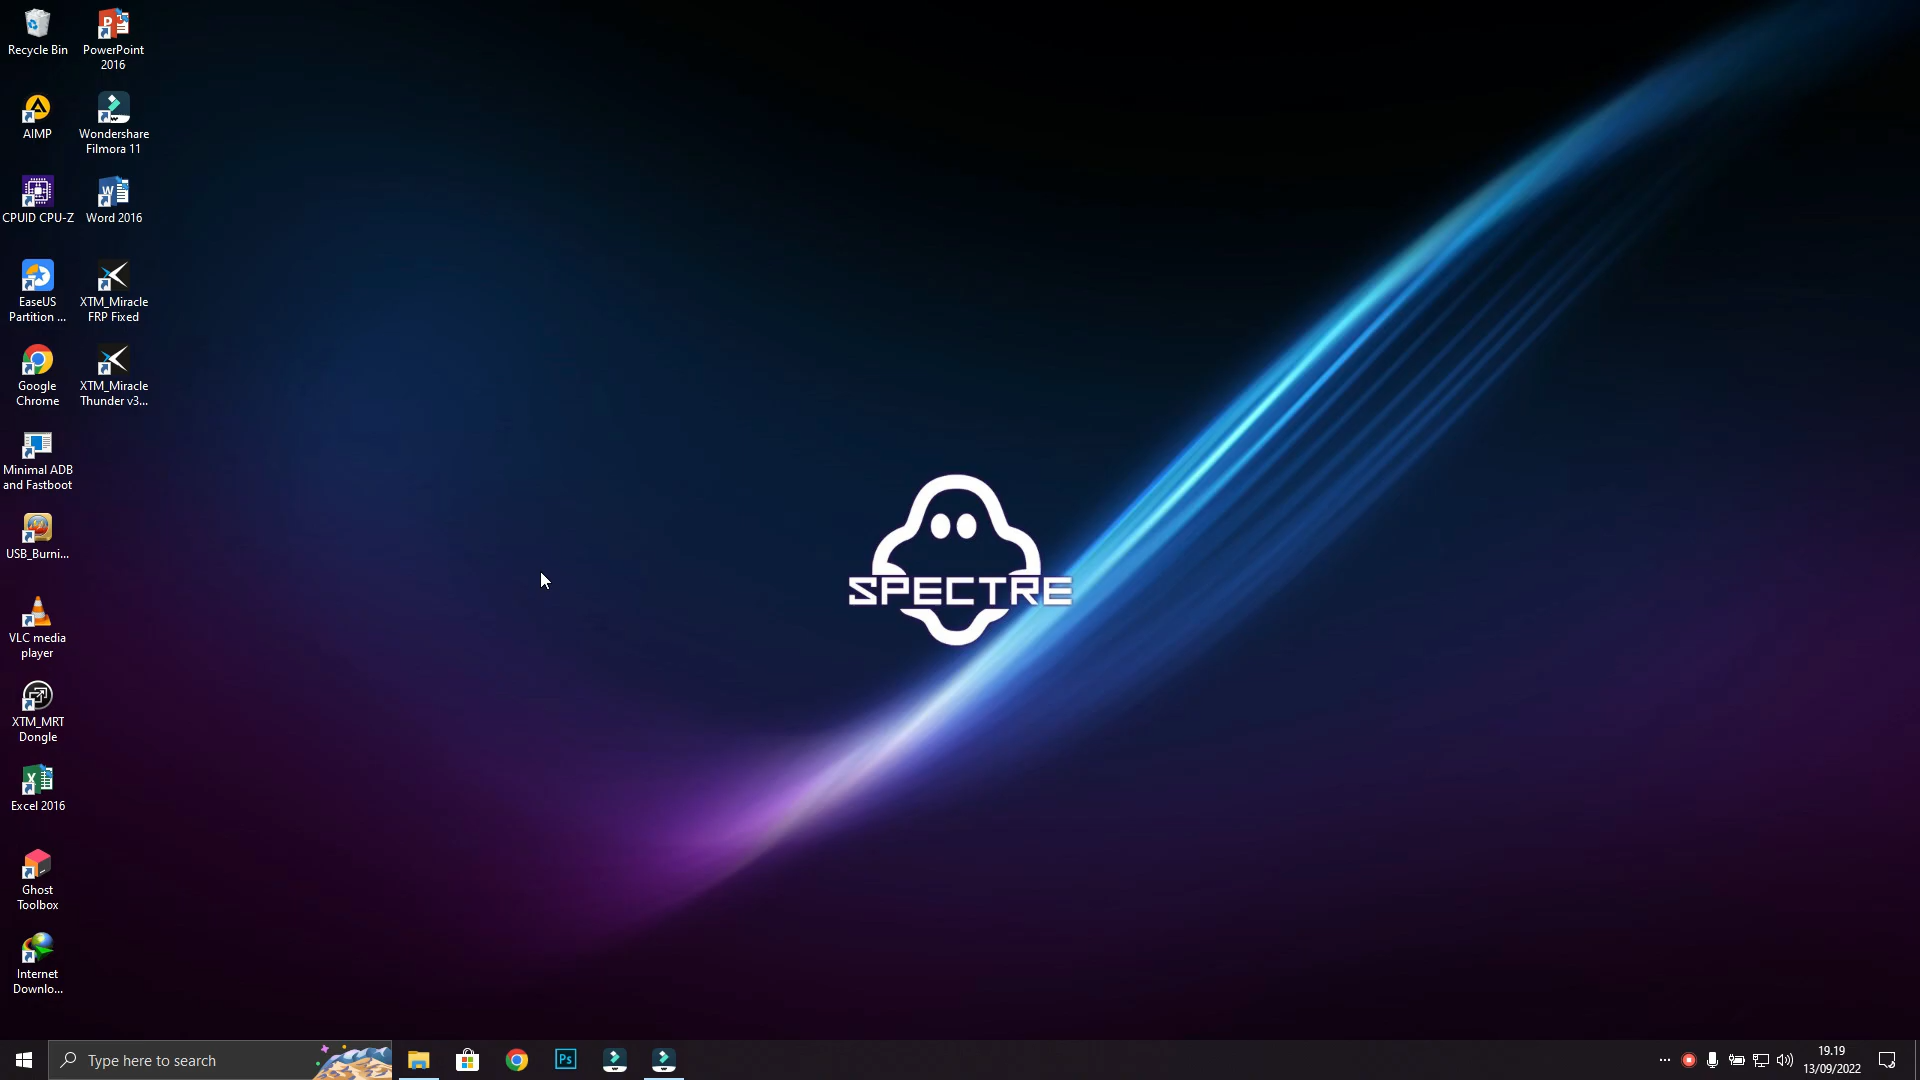 Recycle Bin
PowerPoint
2016
AIMP
Wondershare
Filmora 11
CPUID CPU-Z
Word 2016
EaseUS
Partition ...
XTM_Miracle
FRP Fixed
Google
Chrome
XTM_Miracle
Thunder v3...
Minimal ADB
and Fastboot
USB_Burni...
VLC media
player
XTM_MRT
Dongle
Excel 2016
Ghost
Toolbox
Internet
Downlo...
SPECTRE
Type here to search
Ps
19.19
13/09/2022